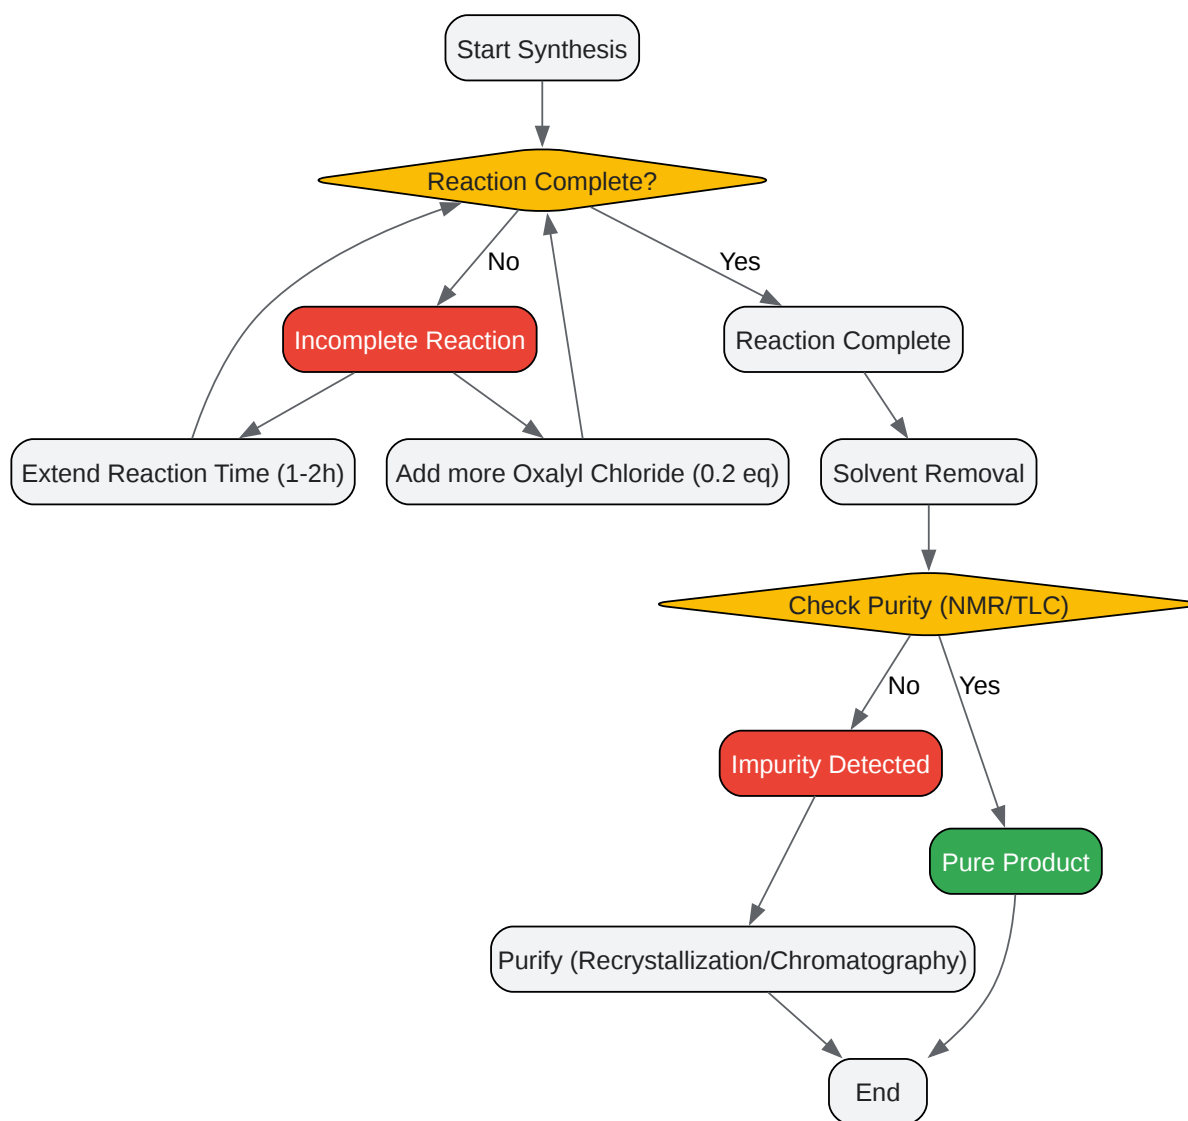 Start Synthesis
Reaction Complete?
No
Yes
Incomplete Reaction
Reaction Complete
Extend Reaction Time (1-2h)
Add more Oxalyl Chloride (0.2 eq)
Solvent Removal
Check Purity (NMR/TLC)
No
Yes
Impurity Detected
Pure Product
Purify (Recrystallization/Chromatography)
End